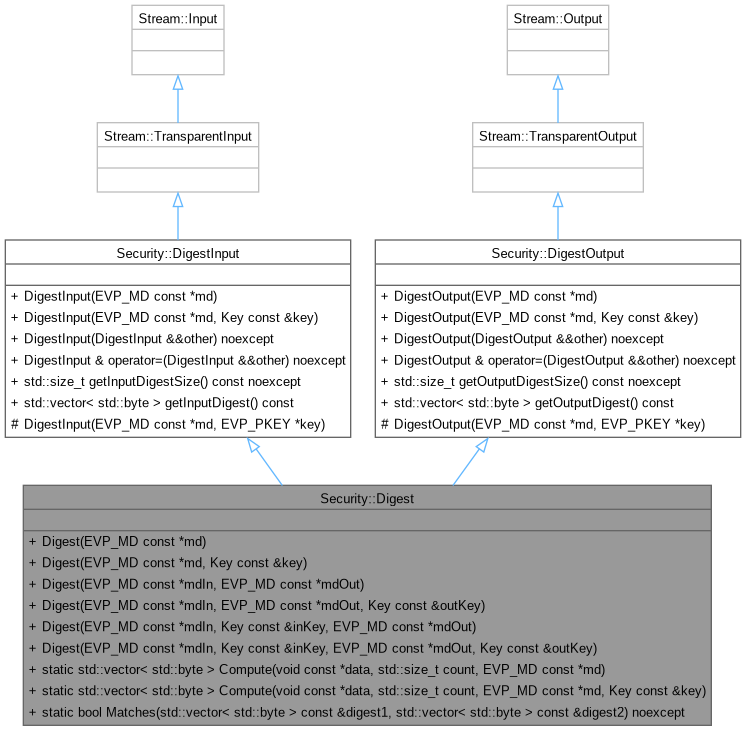 Stream::Input
Stream::Output
Stream::TransparentInput
Stream::TransparentOutput
Security::DigestInput
+ DigestInput(EVP_MD const *md)
+ DigestInput(EVP_MD const *md, Key const &key)
+ DigestInput(DigestInput &&other) noexcept
+ DigestInput & operator=(DigestInput &&other) noexcept
+ std::size_t getInputDigestSize() const noexcept
+ std::vector< std::byte > getInputDigest() const
# DigestInput(EVP_MD const *md, EVP_PKEY *key)
Security::DigestOutput
+ DigestOutput(EVP_MD const *md)
+ DigestOutput(EVP_MD const *md, Key const &key)
+ DigestOutput(DigestOutput &&other) noexcept
+ DigestOutput & operator=(DigestOutput &&other) noexcept
+ std::size_t getOutputDigestSize() const noexcept
+ std::vector< std::byte > getOutputDigest() const
# DigestOutput(EVP_MD const *md, EVP_PKEY *key)
Security::Digest
+ Digest(EVP_MD const *md)
+ Digest(EVP_MD const *md, Key const &key)
+ Digest(EVP_MD const *mdIn, EVP_MD const *mdOut)
+ Digest(EVP_MD const *mdIn, EVP_MD const *mdOut, Key const &outKey)
+ Digest(EVP_MD const *mdIn, Key const &inKey, EVP_MD const *mdOut)
+ Digest(EVP_MD const *mdIn, Key const &inKey, EVP_MD const *mdOut, Key const &outKey)
+ static std::vector< std::byte > Compute(void const *data, std::size_t count, EVP_MD const *md)
+ static std::vector< std::byte > Compute(void const *data, std::size_t count, EVP_MD const *md, Key const &key)
+ static bool Matches(std::vector< std::byte > const &digest1, std::vector< std::byte > const &digest2) noexcept